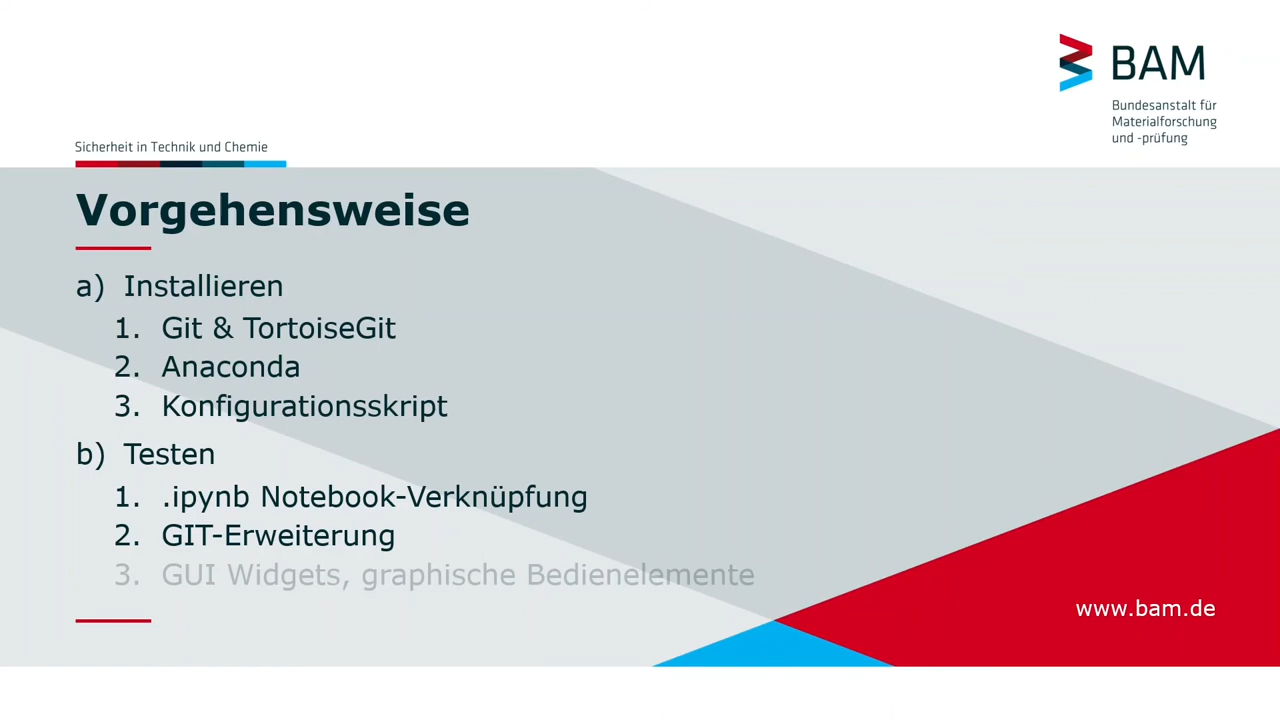 BAM
Bundesanstalt für
Materialforschung
und -prüfung
Sicherheit in Technik und Chemie
Vorgehensweise
a) Installieren
1. Git & TortoiseGit
2. Anaconda
3. Konfigurationsskript
b) Testen
1. .ipynb Notebook-Verknüpfung
2. GIT-Erweiterung
3. GUI Widgets, graphische Bedienelemente
www.bam.de